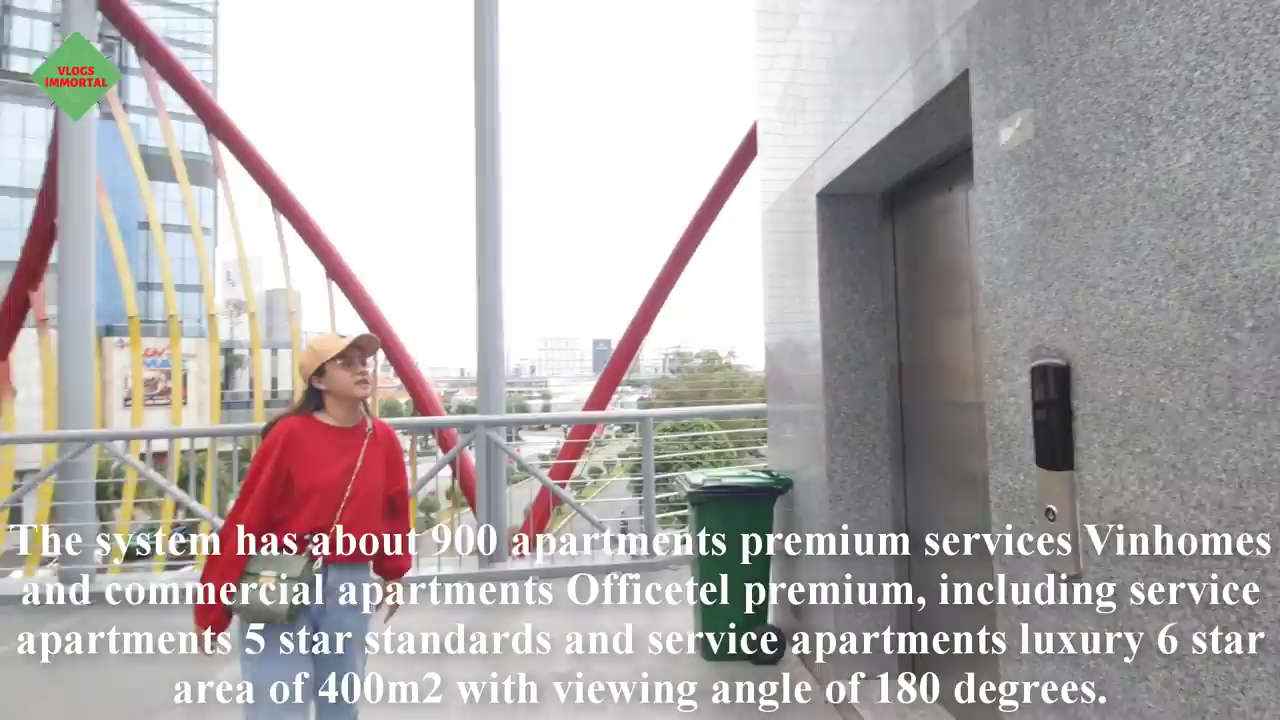 VLOGS
IMMORTAL
The system has about 900 apartments premium services Vinhomes
and commercial apartments Officetel premium, including service
apartments 5 star standards and service apartments luxury 6 star
area of 400m2 with viewing angle of 180 degrees.